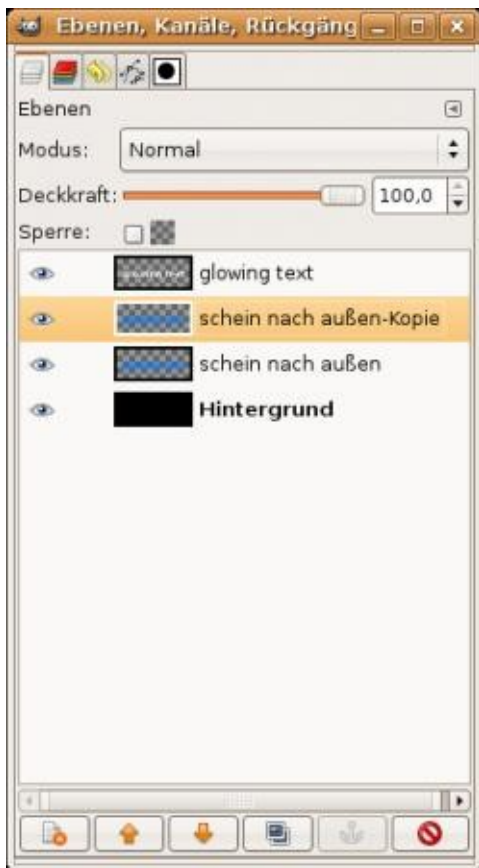 Ebenen, Kanäle, Rückgäng
Ebenen
Modus: Normal
Deckkraft: 100,0
Sperre:
glowing text
schein nach außen-Kopie
schein nach außen
Hintergrund